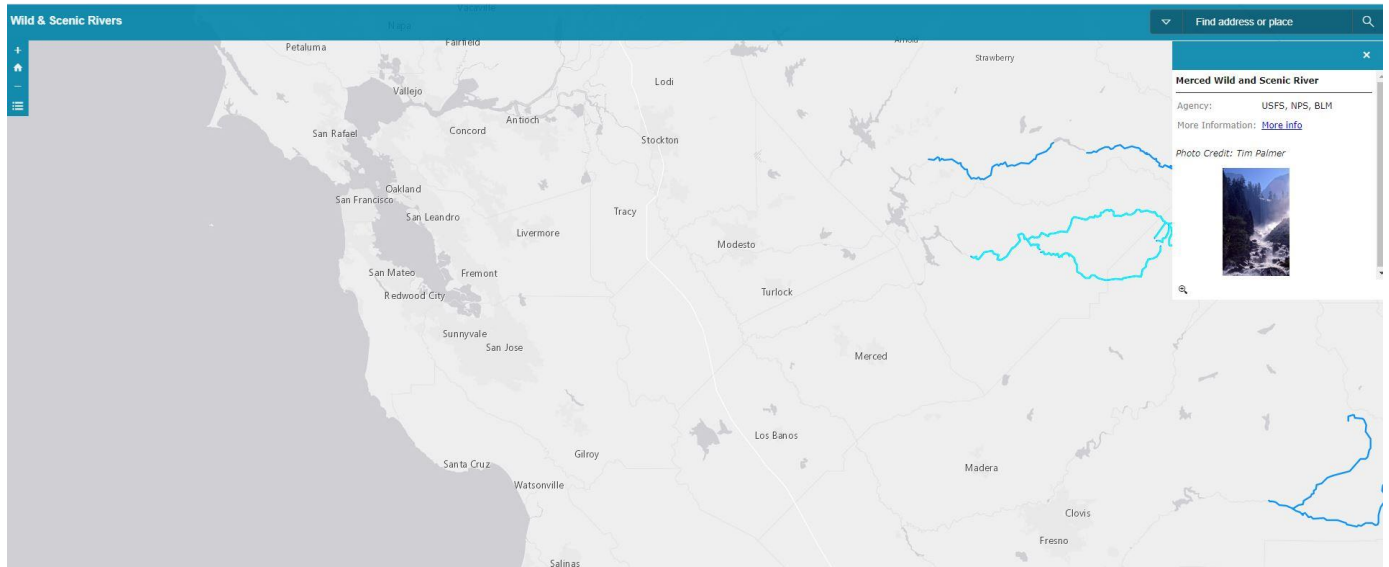 Wild & Scenic Rivers
Find address or place
Napa
Petaluma
Fairfield
Arnold
Strawberry
Lodi
Vallejo
Antioch
San Rafael
Concord
Stockton
Oakland
San Francisco
San Leandro
Tracy
Livermore
Modesto
San Mateo
Fremont
Redwood City
Turlock
Sunnyvale
San Jose
Merced
Los Banos
Gilroy
Santa Cruz
Madera
Watsonville
Clovis
Fresno
Salinas
Merced Wild and Scenic River
Agency: USFS, NPS, BLM
More Information: More info
Photo Credit: Tim Palmer